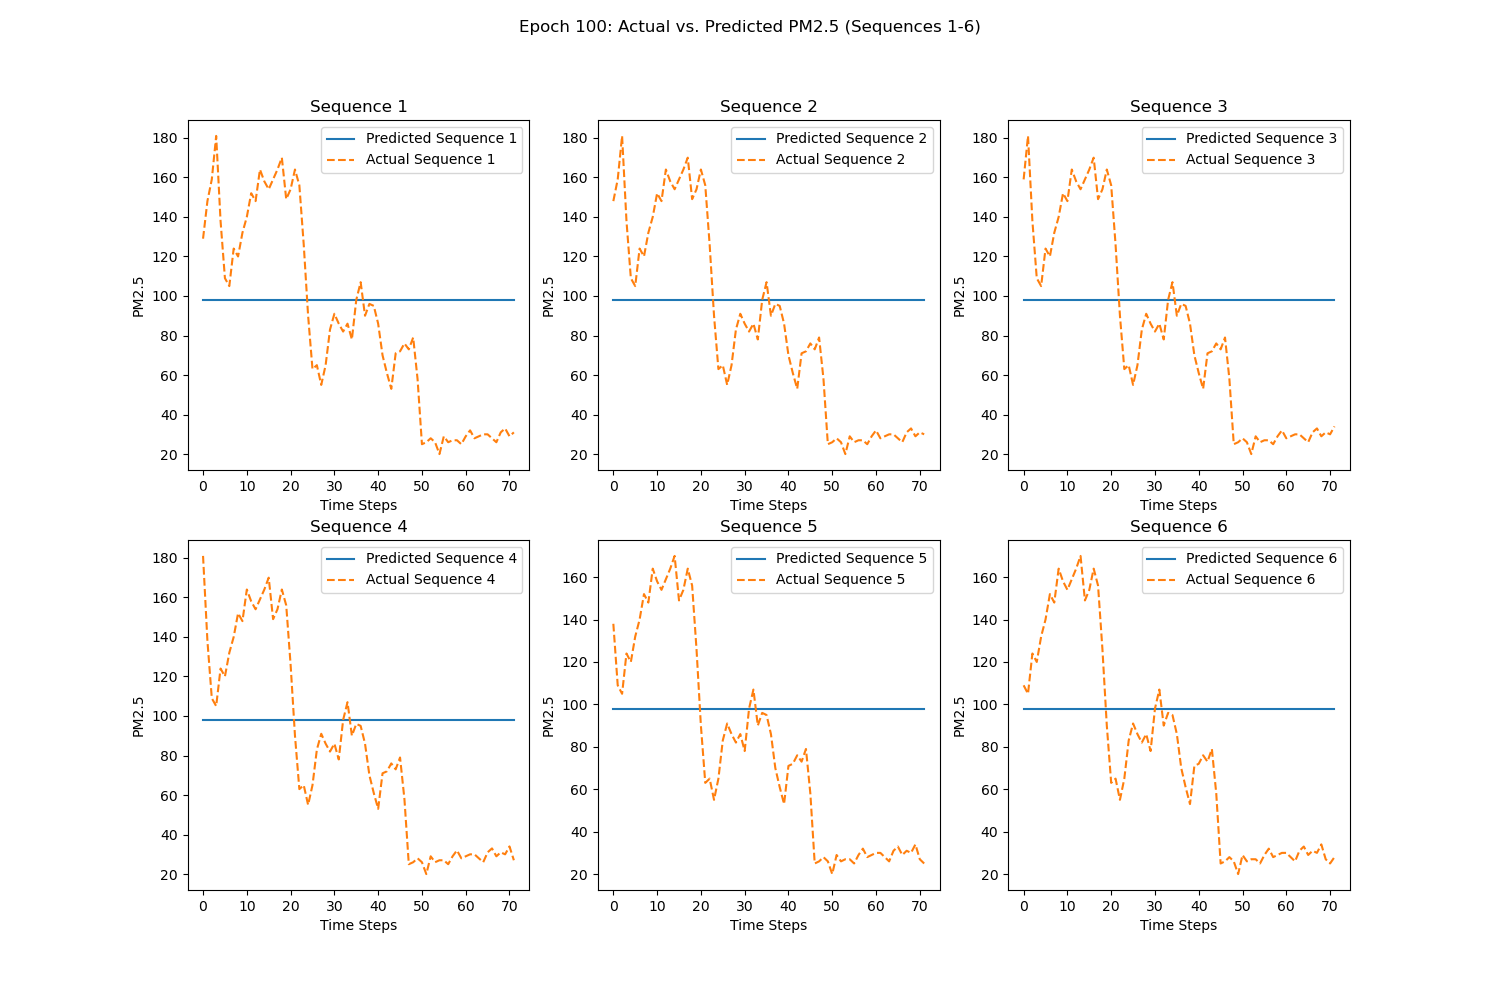 Epoch 100: Actual vs. Predicted PM2.5 (Sequences 1-6)
Sequence 1
Predicted Sequence 1
Actual Sequence 1
180
160
140
120
100
80
60
40
20
PM2.5
0 10 20 30 40 50 60 70
Time Steps
Sequence 2
Predicted Sequence 2
Actual Sequence 2
180
160
140
120
100
80
60
40
20
PM2.5
0 10 20 30 40 50 60 70
Time Steps
Sequence 3
Predicted Sequence 3
Actual Sequence 3
180
160
140
120
100
80
60
40
20
PM2.5
0 10 20 30 40 50 60 70
Time Steps
Sequence 4
Predicted Sequence 4
Actual Sequence 4
180
160
140
120
100
80
60
40
20
PM2.5
0 10 20 30 40 50 60 70
Time Steps
Sequence 5
Predicted Sequence 5
Actual Sequence 5
160
140
120
100
80
60
40
20
PM2.5
0 10 20 30 40 50 60 70
Time Steps
Sequence 6
Predicted Sequence 6
Actual Sequence 6
160
140
120
100
80
60
40
20
PM2.5
0 10 20 30 40 50 60 70
Time Steps